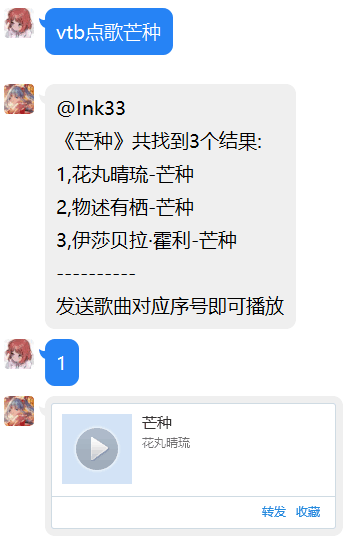 vtb点歌芒种
@Ink33
《芒种》共找到3个结果:
1,花丸晴琉-芒种
2,物述有栖-芒种
3,伊莎贝拉·霍利-芒种
----------
发送歌曲对应序号即可播放
1
芒种
花丸晴琉
转发 收藏